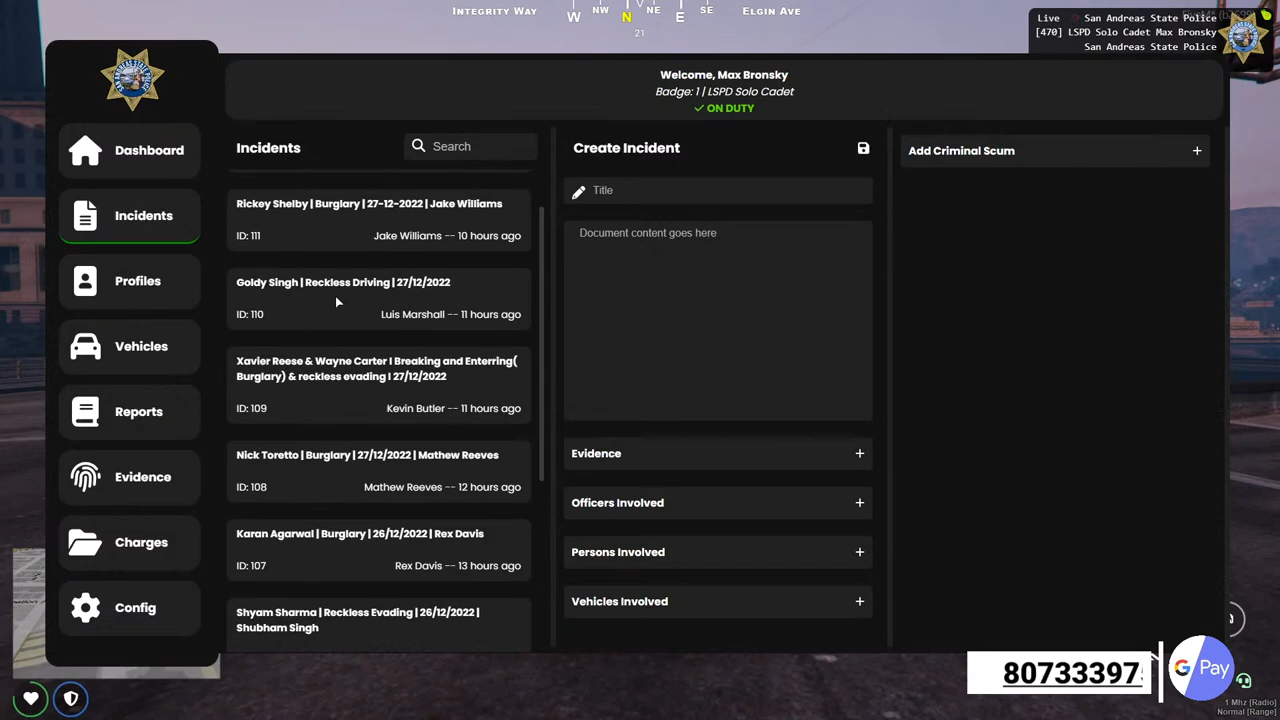 INTEGRITY WAY
W NW N NE E SE
ELGIN AVE
21
Live San Andreas State Police
[470] LSPD Solo Cadet Max Bronsky
San Andreas State Police
Welcome, Max Bronsky
Badge: 1 | LSPD Solo Cadet
ON DUTY
Dashboard
Incidents
Profiles
Vehicles
Reports
Evidence
Charges
Config
Incidents
Search
Rickey Shelby | Burglary | 27-12-2022 | Jake Williams
ID: 111 Jake Williams -- 10 hours ago
Goldy Singh | Reckless Driving | 27/12/2022
ID: 110 Luis Marshall -- 11 hours ago
Xavier Reese & Wayne Carter I Breaking and Enterring(
Burglary) & reckless evading I 27/12/2022
ID: 109 Kevin Butler -- 11 hours ago
Nick Toretto | Burglary | 27/12/2022 | Mathew Reeves
ID: 108 Mathew Reeves -- 12 hours ago
Karan Agarwal | Burglary | 26/12/2022 | Rex Davis
ID: 107 Rex Davis -- 13 hours ago
Shyam Sharma | Reckless Evading | 26/12/2022 |
Shubham Singh
Create Incident
Title
Document content goes here
Evidence +
Officers Involved +
Persons Involved +
Vehicles Involved +
Add Criminal Scum +
80733397
G Pay
1 Mhz [Radio]
Normal [Range]